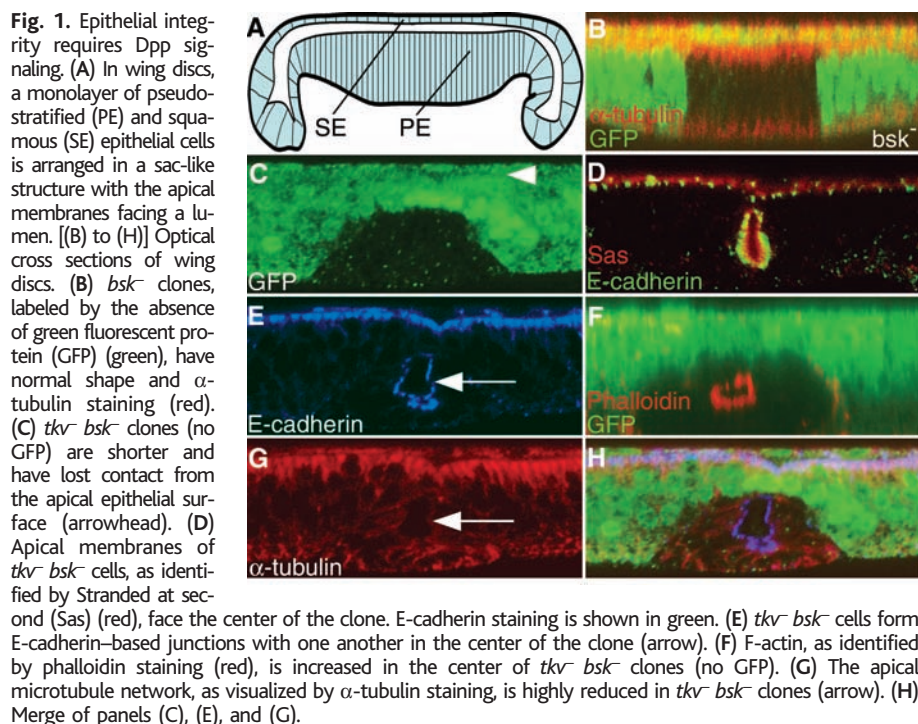 Fig. 1. Epithelial integ-
rity requires Dpp sig-
naling. (A) In wing discs,
a monolayer of pseudo-
stratified (PE) and squa-
mous (SE) epithelial cells
is arranged in a sac-like
structure with the apical
membranes facing a lu-
men. [(B) to (H)] Optical
cross sections of wing
discs. (B) bsk⁻ clones,
labeled by the absence
of green fluorescent pro-
tein (GFP) (green), have
normal shape and α-
tubulin staining (red).
(C) tkv⁻ bsk⁻ clones (no
GFP) are shorter and
have lost contact from
the apical epithelial sur-
face (arrowhead). (D)
Apical membranes of
tkv⁻ bsk⁻ cells, as identi-
fied by Stranded at sec-
ond (Sas) (red), face the center of the clone. E-cadherin staining is shown in green. (E) tkv⁻ bsk⁻ cells form
E-cadherin–based junctions with one another in the center of the clone (arrow). (F) F-actin, as identified
by phalloidin staining (red), is increased in the center of tkv⁻ bsk⁻ clones (no GFP). (G) The apical
microtubule network, as visualized by α-tubulin staining, is highly reduced in tkv⁻ bsk⁻ clones (arrow). (H)
Merge of panels (C), (E), and (G).
A
SE
PE
B
α-tubulin
GFP
bsk⁻
C
GFP
D
Sas
E-cadherin
E
E-cadherin
F
Phalloidin
GFP
G
α-tubulin
H